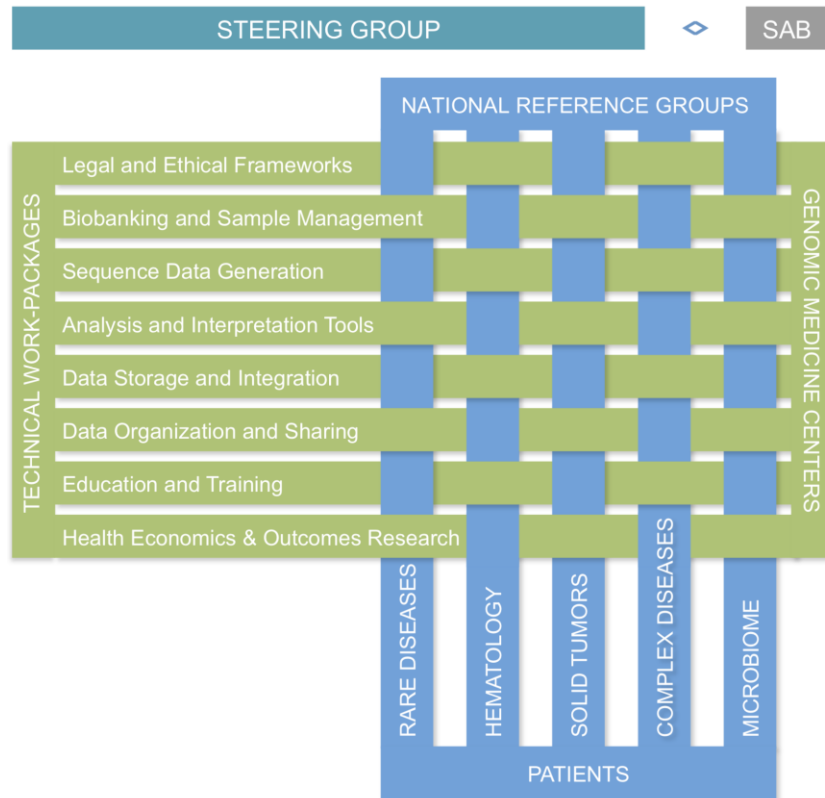 STEERING GROUP
SAB
NATIONAL REFERENCE GROUPS
TECHNICAL WORK-PACKAGES
Legal and Ethical Frameworks
Biobanking and Sample Management
Sequence Data Generation
Analysis and Interpretation Tools
Data Storage and Integration
Data Organization and Sharing
Education and Training
Health Economics & Outcomes Research
GENOMIC MEDICINE CENTERS
RARE DISEASES
HEMATOLOGY
SOLID TUMORS
COMPLEX DISEASES
MICROBIOME
PATIENTS